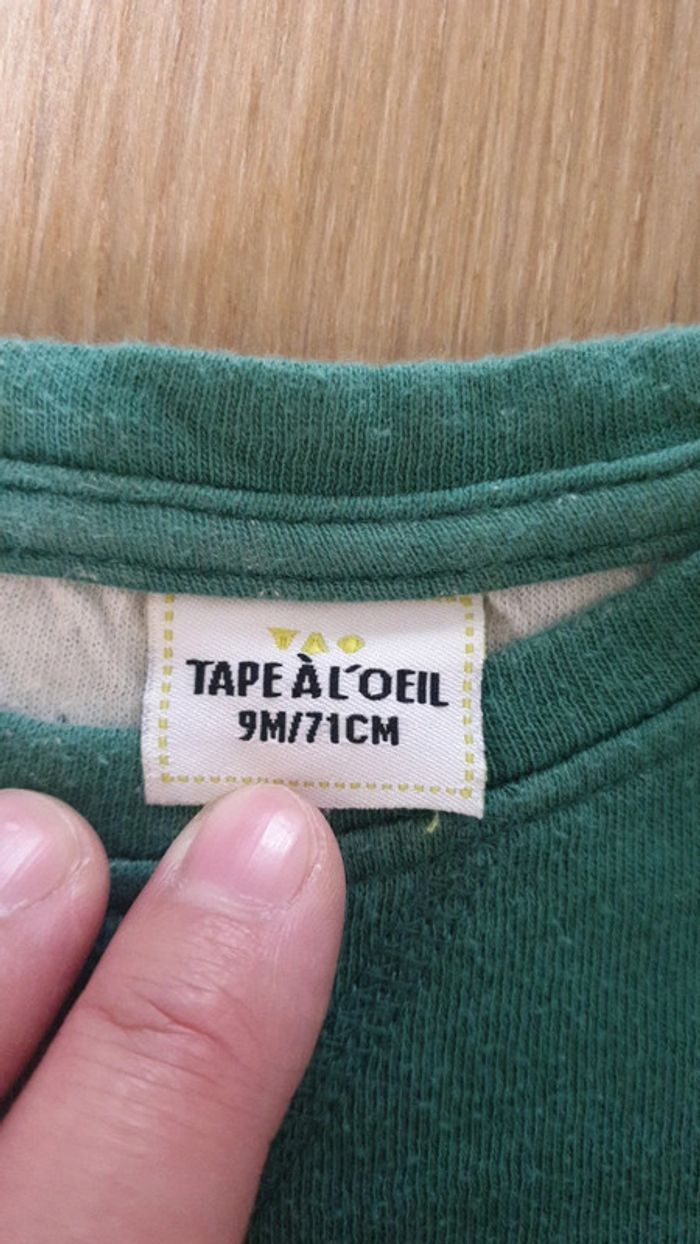 TAO
TAPE À L'OEIL
9M/71CM